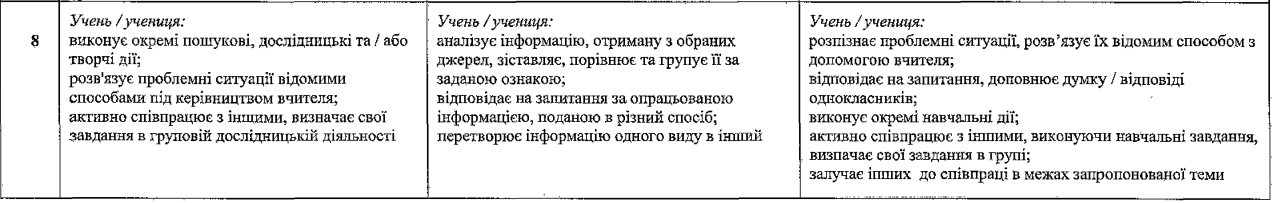 8
Учень / учениця:
виконує окремі пошукові, дослідницькі та / або
творчі дії;
розв'язує проблемні ситуації відомими
способами під керівництвом вчителя;
активно співпрацює з іншими, визначає свої
завдання в груповій дослідницькій діяльності
Учень / учениця:
аналізує інформацію, отриману з обраних
джерел, зіставляє, порівнює та групує її за
заданою ознакою;
відповідає на запитання за опрацьованою
інформацією, поданою в різний спосіб;
перетворює інформацію одного виду в інший
Учень / учениця:
розпізнає проблемні ситуації, розв’язує їх відомим способом з
допомогою вчителя;
відповідає на запитання, доповнює думку / відповіді
однокласників;
виконує окремі навчальні дії;
активно співпрацює з іншими, виконуючи навчальні завдання,
визначає свої завдання в групі;
залучає інших до співпраці в межах запропонованої теми